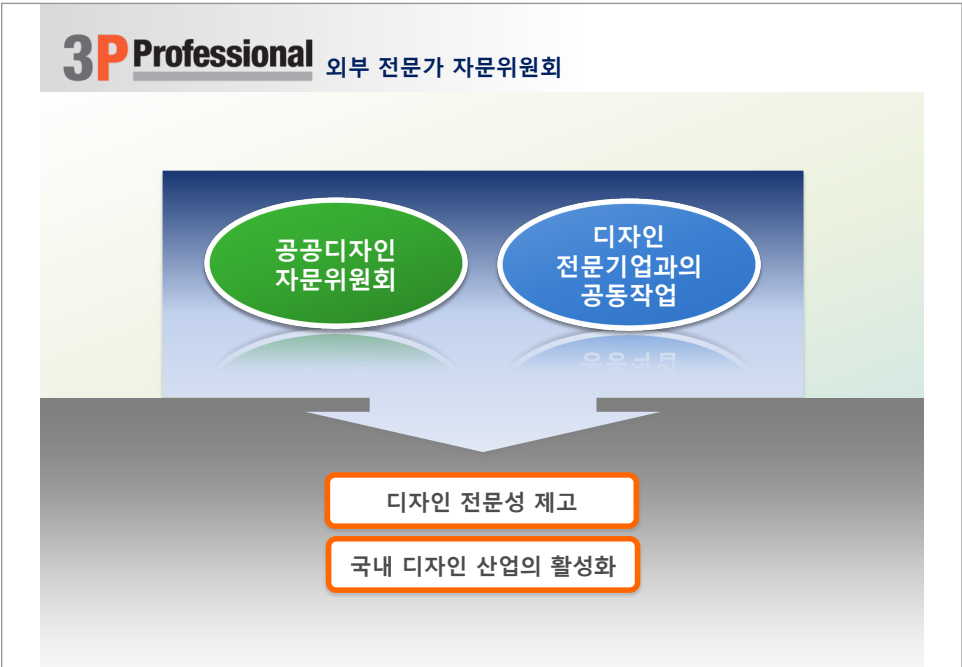 3P Professional 외부 전문가 자문위원회
공공디자인
자문위원회
디자인
전문기업과의
공동작업
디자인 전문성 제고
국내 디자인 산업의 활성화